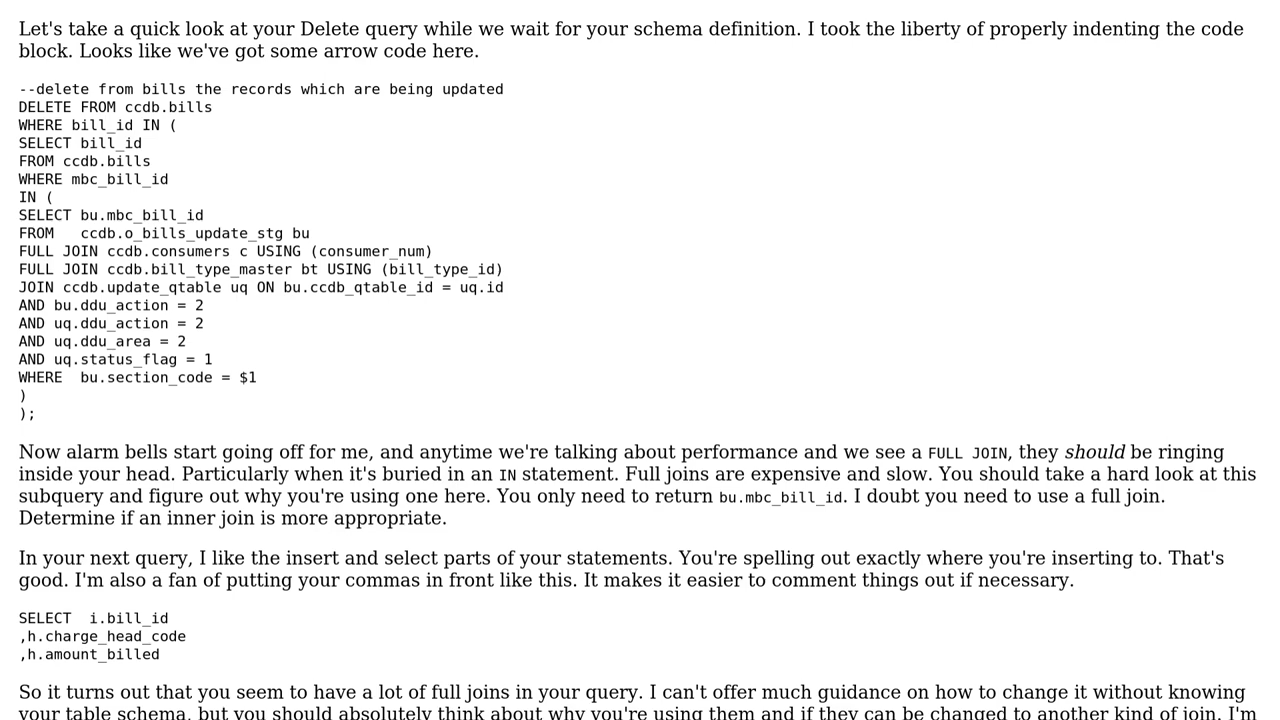 Let's take a quick look at your Delete query while we wait for your schema definition. I took the liberty of properly indenting the code
block. Looks like we've got some arrow code here.
--delete from bills the records which are being updated
DELETE FROM ccdb.bills
WHERE bill_id IN (
SELECT bill_id
FROM ccdb.bills
WHERE mbc_bill_id
IN (
SELECT bu.mbc_bill_id
FROM   ccdb.o_bills_update_stg bu
FULL JOIN ccdb.consumers c USING (consumer_num)
FULL JOIN ccdb.bill_type_master bt USING (bill_type_id)
JOIN ccdb.update_qtable uq ON bu.ccdb_qtable_id = uq.id
AND bu.ddu_action = 2
AND uq.ddu_action = 2
AND uq.ddu_area = 2
AND uq.status_flag = 1
WHERE  bu.section_code = $1
)
);
Now alarm bells start going off for me, and anytime we're talking about performance and we see a FULL JOIN, they should be ringing
inside your head. Particularly when it's buried in an IN statement. Full joins are expensive and slow. You should take a hard look at this
subquery and figure out why you're using one here. You only need to return bu.mbc_bill_id. I doubt you need to use a full join.
Determine if an inner join is more appropriate.
In your next query, I like the insert and select parts of your statements. You're spelling out exactly where you're inserting to. That's
good. I'm also a fan of putting your commas in front like this. It makes it easier to comment things out if necessary.
SELECT  i.bill_id
,h.charge_head_code
,h.amount_billed
So it turns out that you seem to have a lot of full joins in your query. I can't offer much guidance on how to change it without knowing
your table schema, but you should absolutely think about why you're using them and if they can be changed to another kind of join. I'm